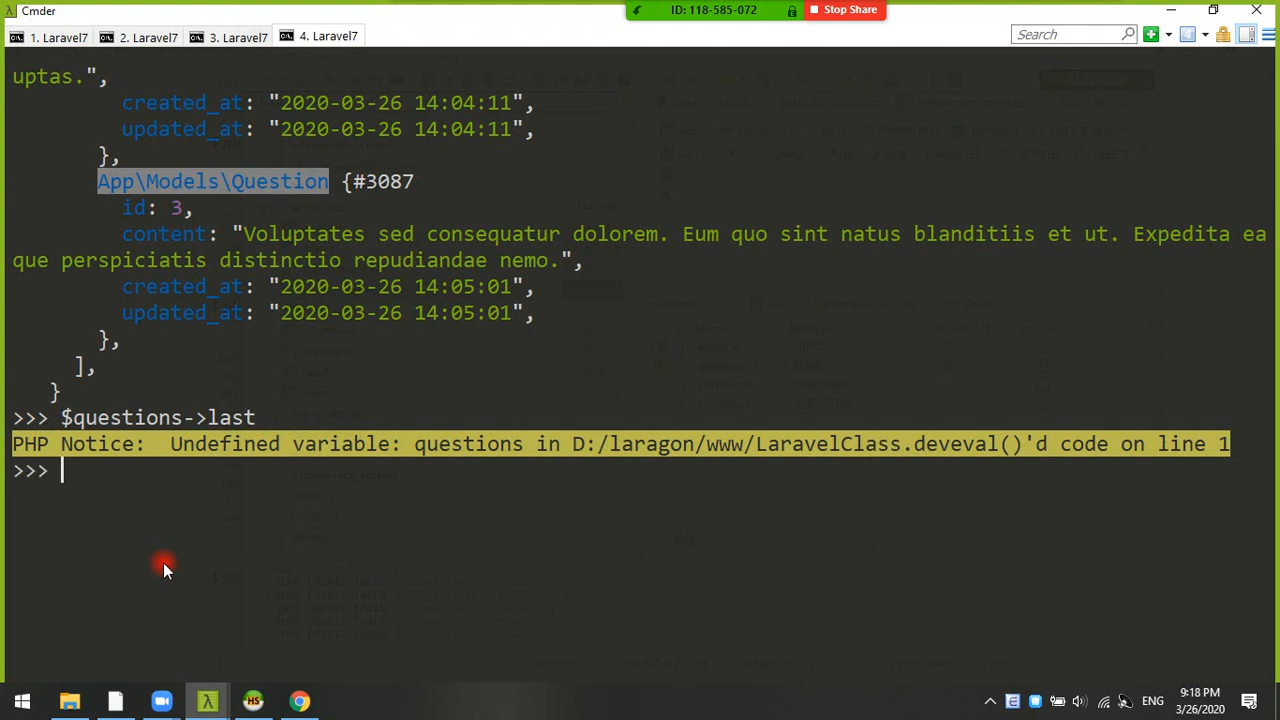 Cmder
ID: 118-585-072
Stop Share
1. Laravel7
2. Laravel7
3. Laravel7
4. Laravel7
Search
uptas.",
created_at: "2020-03-26 14:04:11",
updated_at: "2020-03-26 14:04:11",
},
App\Models\Question {#3087
id: 3,
content: "Voluptates sed consequatur dolorem. Eum quo sint natus blanditiis et ut. Expedita ea
que perspiciatis distinctio repudiandae nemo.",
created_at: "2020-03-26 14:05:01",
updated_at: "2020-03-26 14:05:01",
},
],
}
>>> $questions->last
PHP Notice:  Undefined variable: questions in D:/laragon/www/LaravelClass.deveval()'d code on line 1
>>>
HS
ENG
9:18 PM
3/26/2020